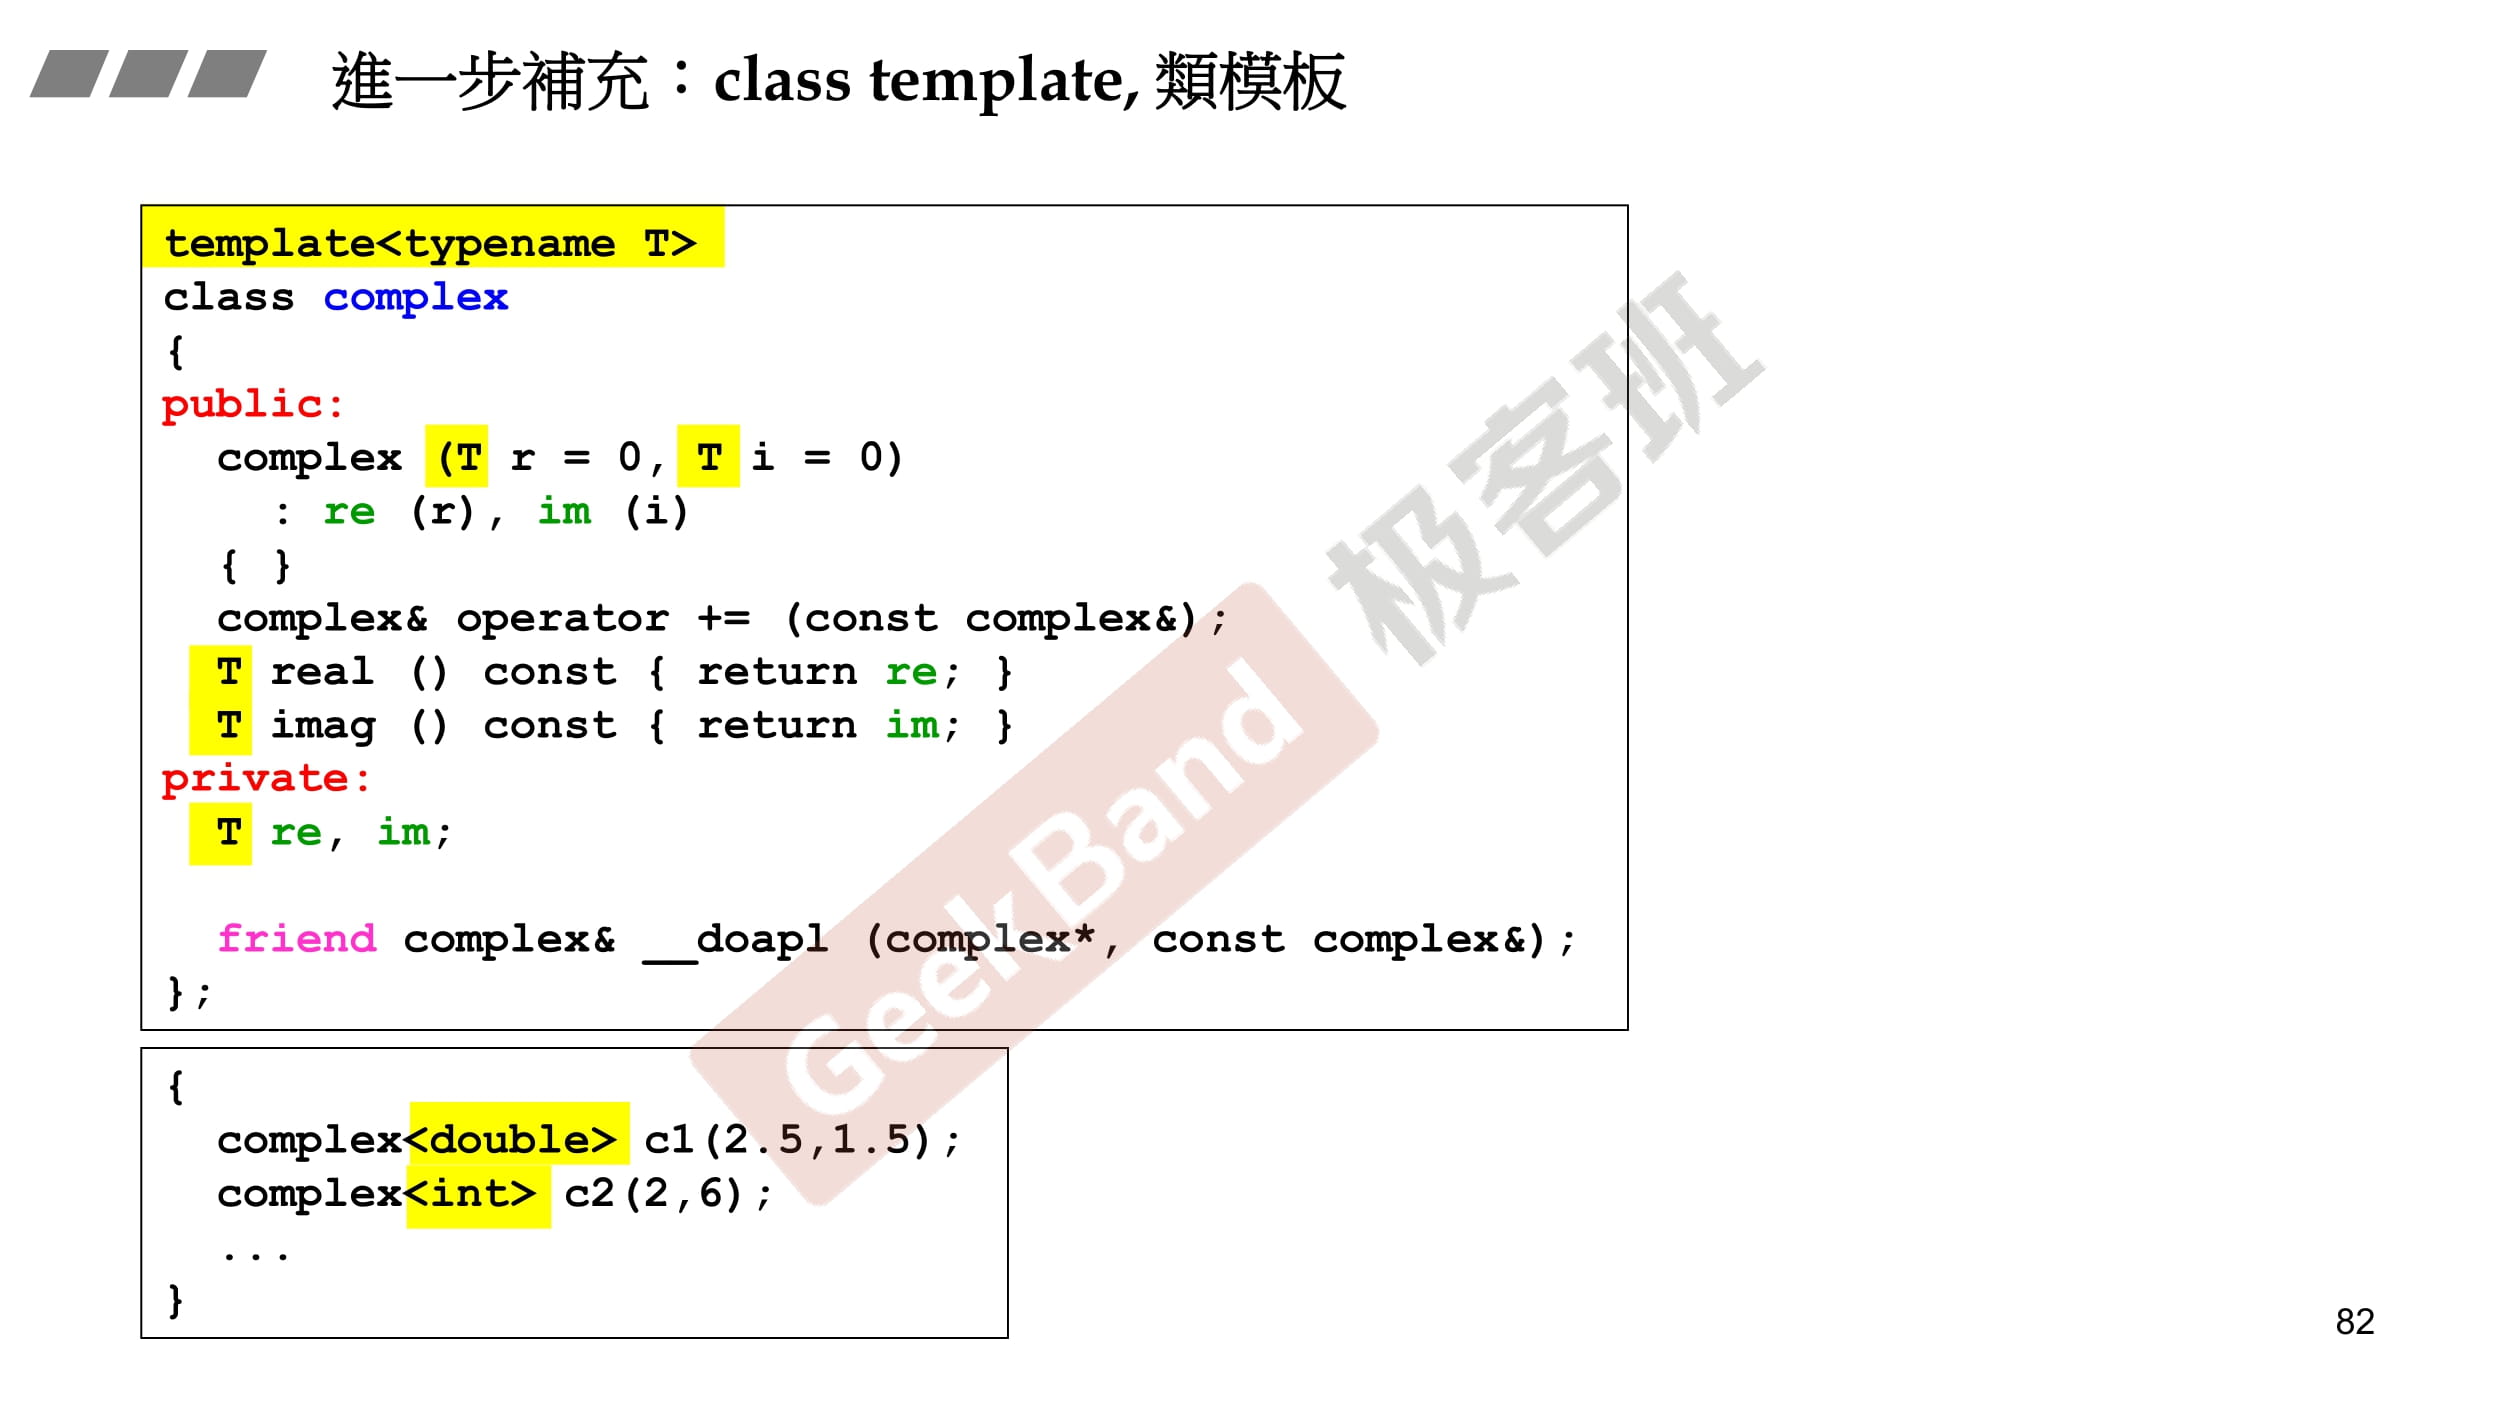 進一步補充：class template, 類模板
template<typename T>
class complex
{
public:
   complex (T r = 0, T i = 0)
     : re (r), im (i)
   { }
   complex& operator += (const complex&);
   T real () const { return re; }
   T imag () const { return im; }
private:
   T re, im;
   friend complex& __doapl (complex*, const complex&);
};
{
   complex<double> c1(2.5,1.5);
   complex<int> c2(2,6);
   ...
}
GeekBand 极客班
82